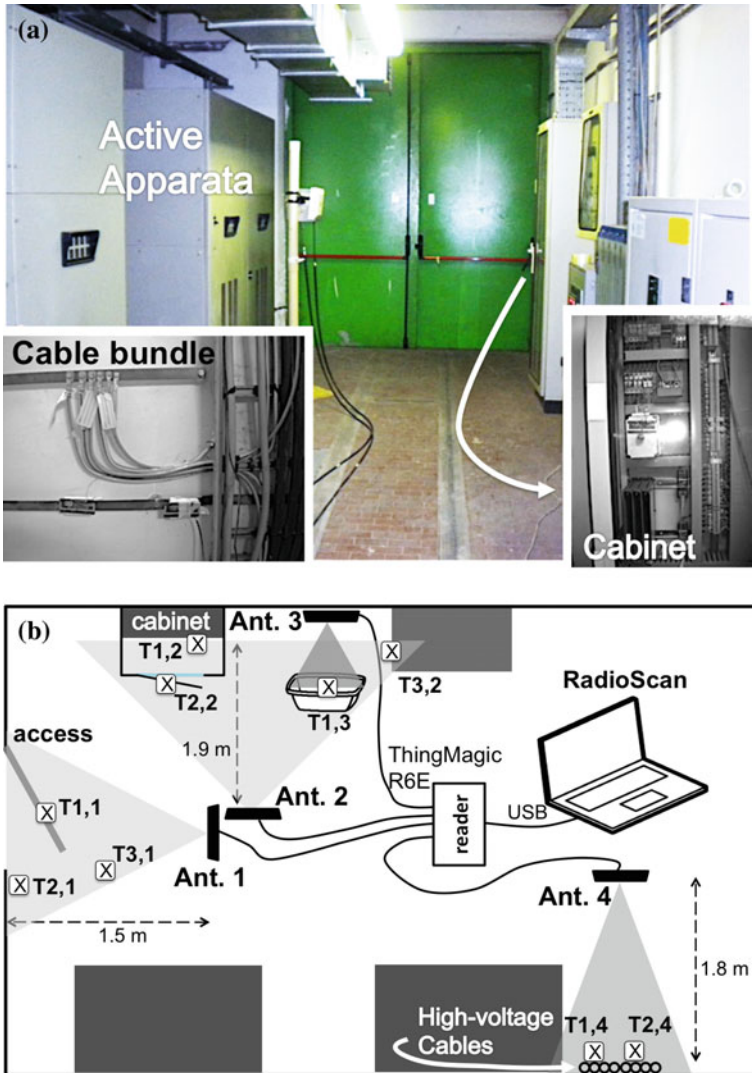 (a)
Active
Apparata
Cable bundle
Cabinet
(b)
cabinet
Ant. 3
T1,2
T2,2
T3,2
T1,3
RadioScan
access
1.9 m
ThingMagic
R6E
USB
reader
T1,1
Ant. 2
T3,1
T2,1
Ant. 1
Ant. 4
1.5 m
1.8 m
High-voltage
Cables
T1,4
T2,4